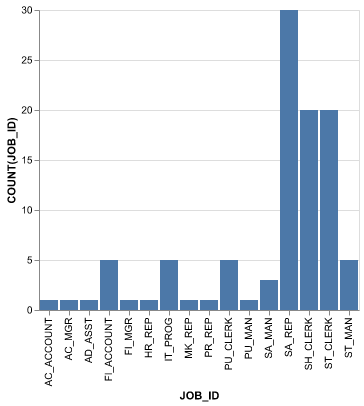 COUNT(JOB_ID)
30
25
20
15
10
5
0
AC_ACCOUNT
AC_MGR
AD_ASST
FI_ACCOUNT
FI_MGR
HR_REP
IT_PROG
MK_REP
PR_REP
PU_CLERK
PU_MAN
SA_MAN
SA_REP
SH_CLERK
ST_CLERK
ST_MAN
JOB_ID